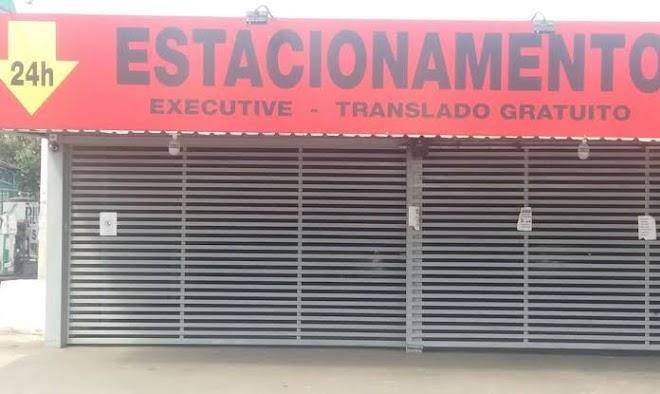 24h
ESTACIONAMENTO
EXECUTIVE - TRANSLADO GRATUITO